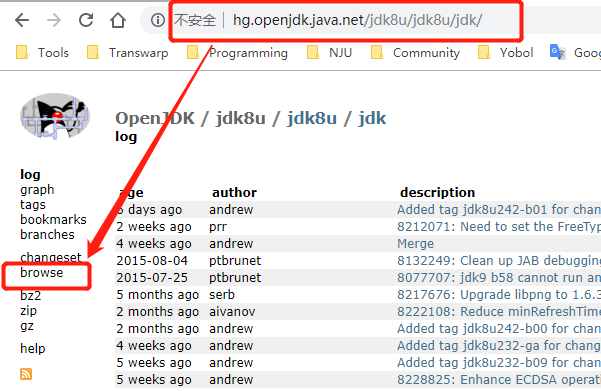 不安全 | hg.openjdk.java.net/jdk8u/jdk8u/jdk/
Tools Transwarp Programming NJU Community Yobol Goog
OpenJDK / jdk8u / jdk8u / jdk
log
log
graph
tags
bookmarks
branches
changeset
browse
bz2
zip
gz
help
age author description
6 days ago andrew Added tag jdk8u242-b01 for chan
2 weeks ago prr 8212071: Need to set the FreeTyp
4 weeks ago andrew Merge
2015-08-04 ptbrunet 8132249: Clean up JAB debugging
2015-07-25 ptbrunet 8077707: jdk9 b58 cannot run an
5 months ago serb 8217676: Upgrade libpng to 1.6.3
2 months ago aivanov 8222108: Reduce minRefreshTime
2 months ago andrew Added tag jdk8u242-b00 for chan
4 weeks ago andrew Added tag jdk8u232-ga for chang
5 weeks ago andrew Added tag jdk8u232-b09 for chan
5 weeks ago andrew 8228825: Enhance ECDSA operati